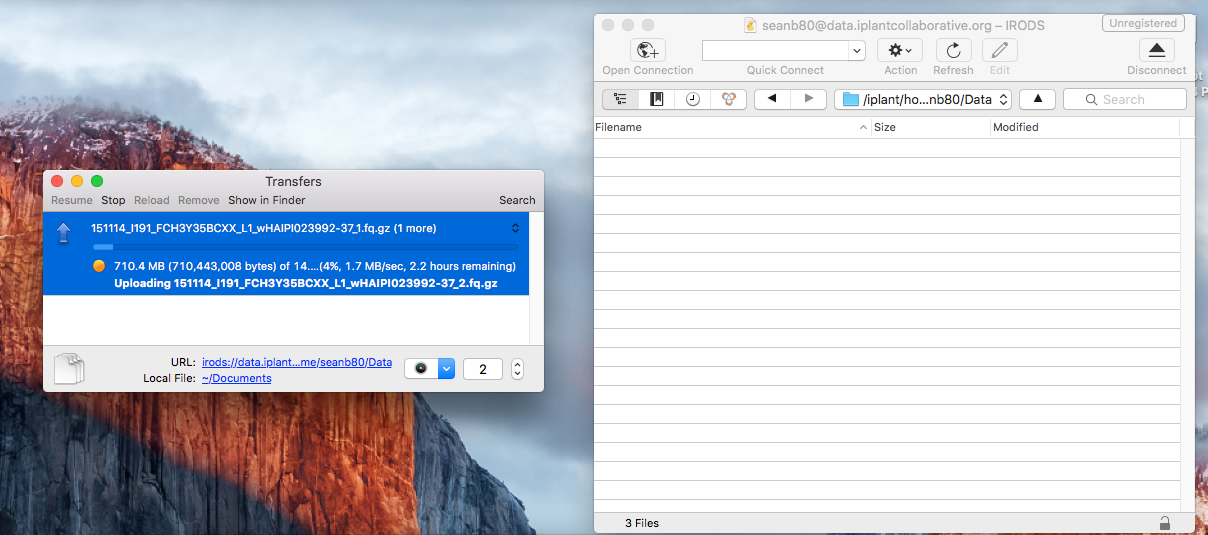 Transfers
Resume Stop Reload Remove Show in Finder Search
151114_I191_FCH3Y35BCXX_L1_wHAIPI023992-37_1.fq.gz (1 more)
710.4 MB (710,443,008 bytes) of 14....(4%, 1.7 MB/sec, 2.2 hours remaining)
Uploading 151114_I191_FCH3Y35BCXX_L1_wHAIPI023992-37_2.fq.gz
URL: irods://data.iplant...me/seanb80/Data
2
Local File: ~/Documents
seanb80@data.iplantcollaborative.org – IRODS
Unregistered
Open Connection Quick Connect Action Refresh Edit Disconnect
/iplant/ho...nb80/Data
Search
Filename Size Modified
3 Files